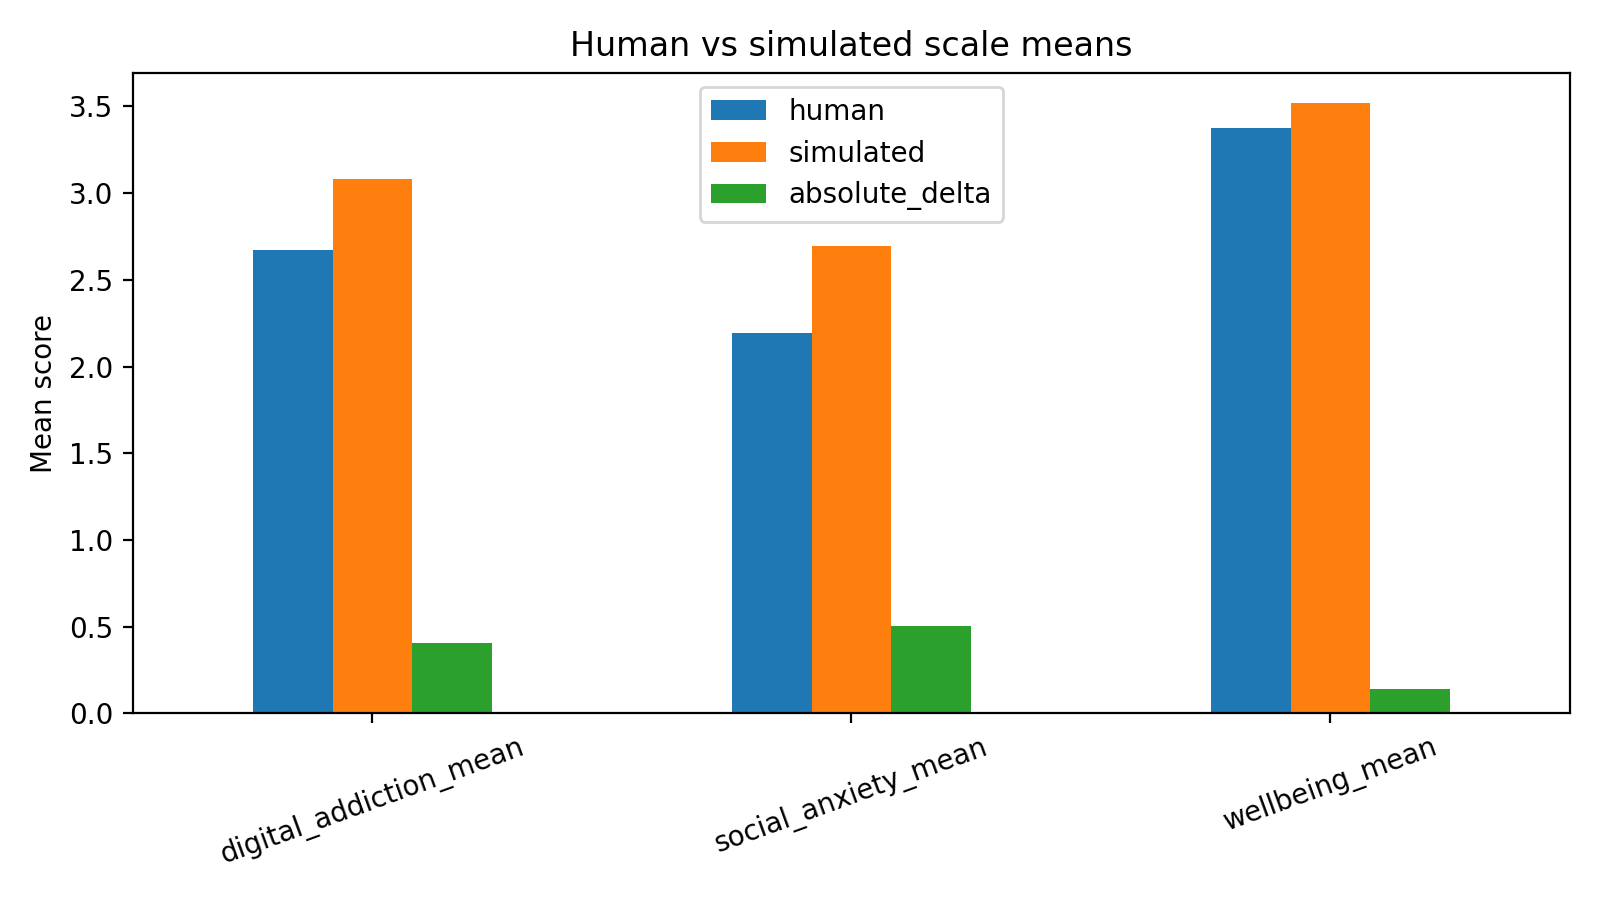 Human vs simulated scale means
human
simulated
absolute_delta
Mean score
3.5
3.0
2.5
2.0
1.5
1.0
0.5
0.0
digital_addiction_mean
social_anxiety_mean
wellbeing_mean